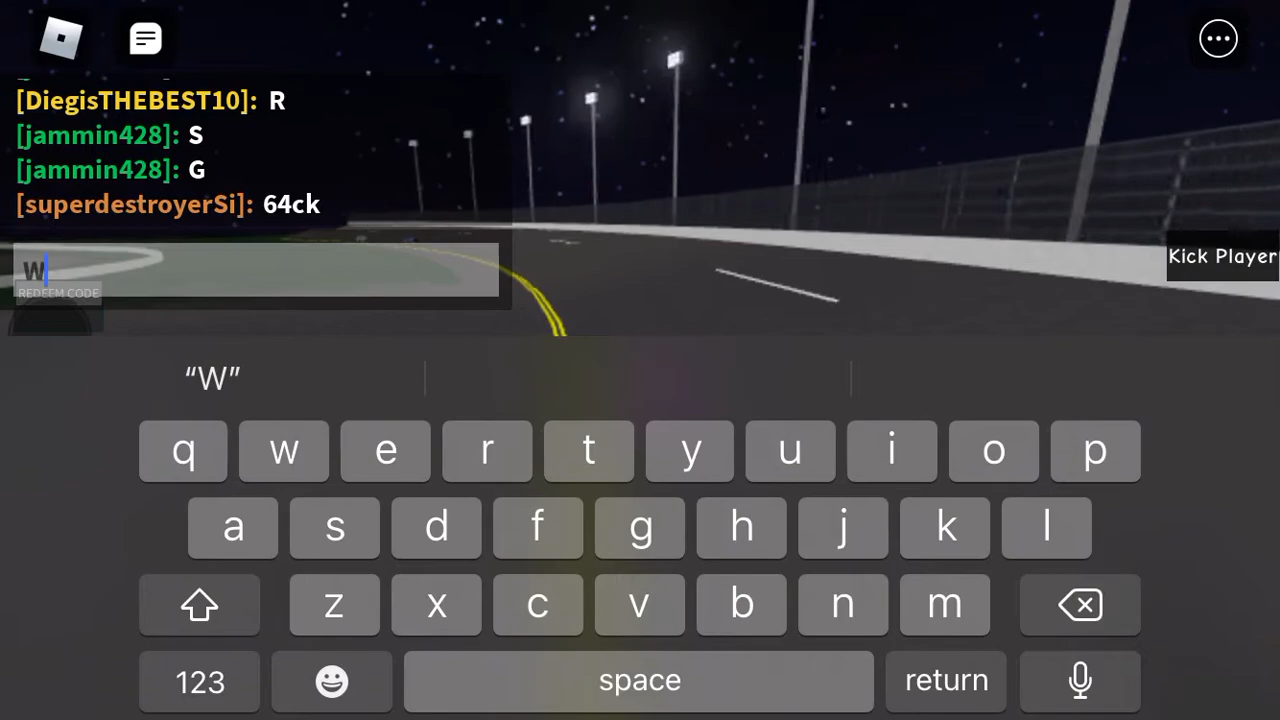 [DiegisTHEBEST10]: R
[jammin428]: S
[jammin428]: G
[superdestroyerSi]: 64ck
W
REDEEM CODE
Kick Player
“W”
q w e r t y u i o p
a s d f g h j k l
z x c v b n m
123 space return